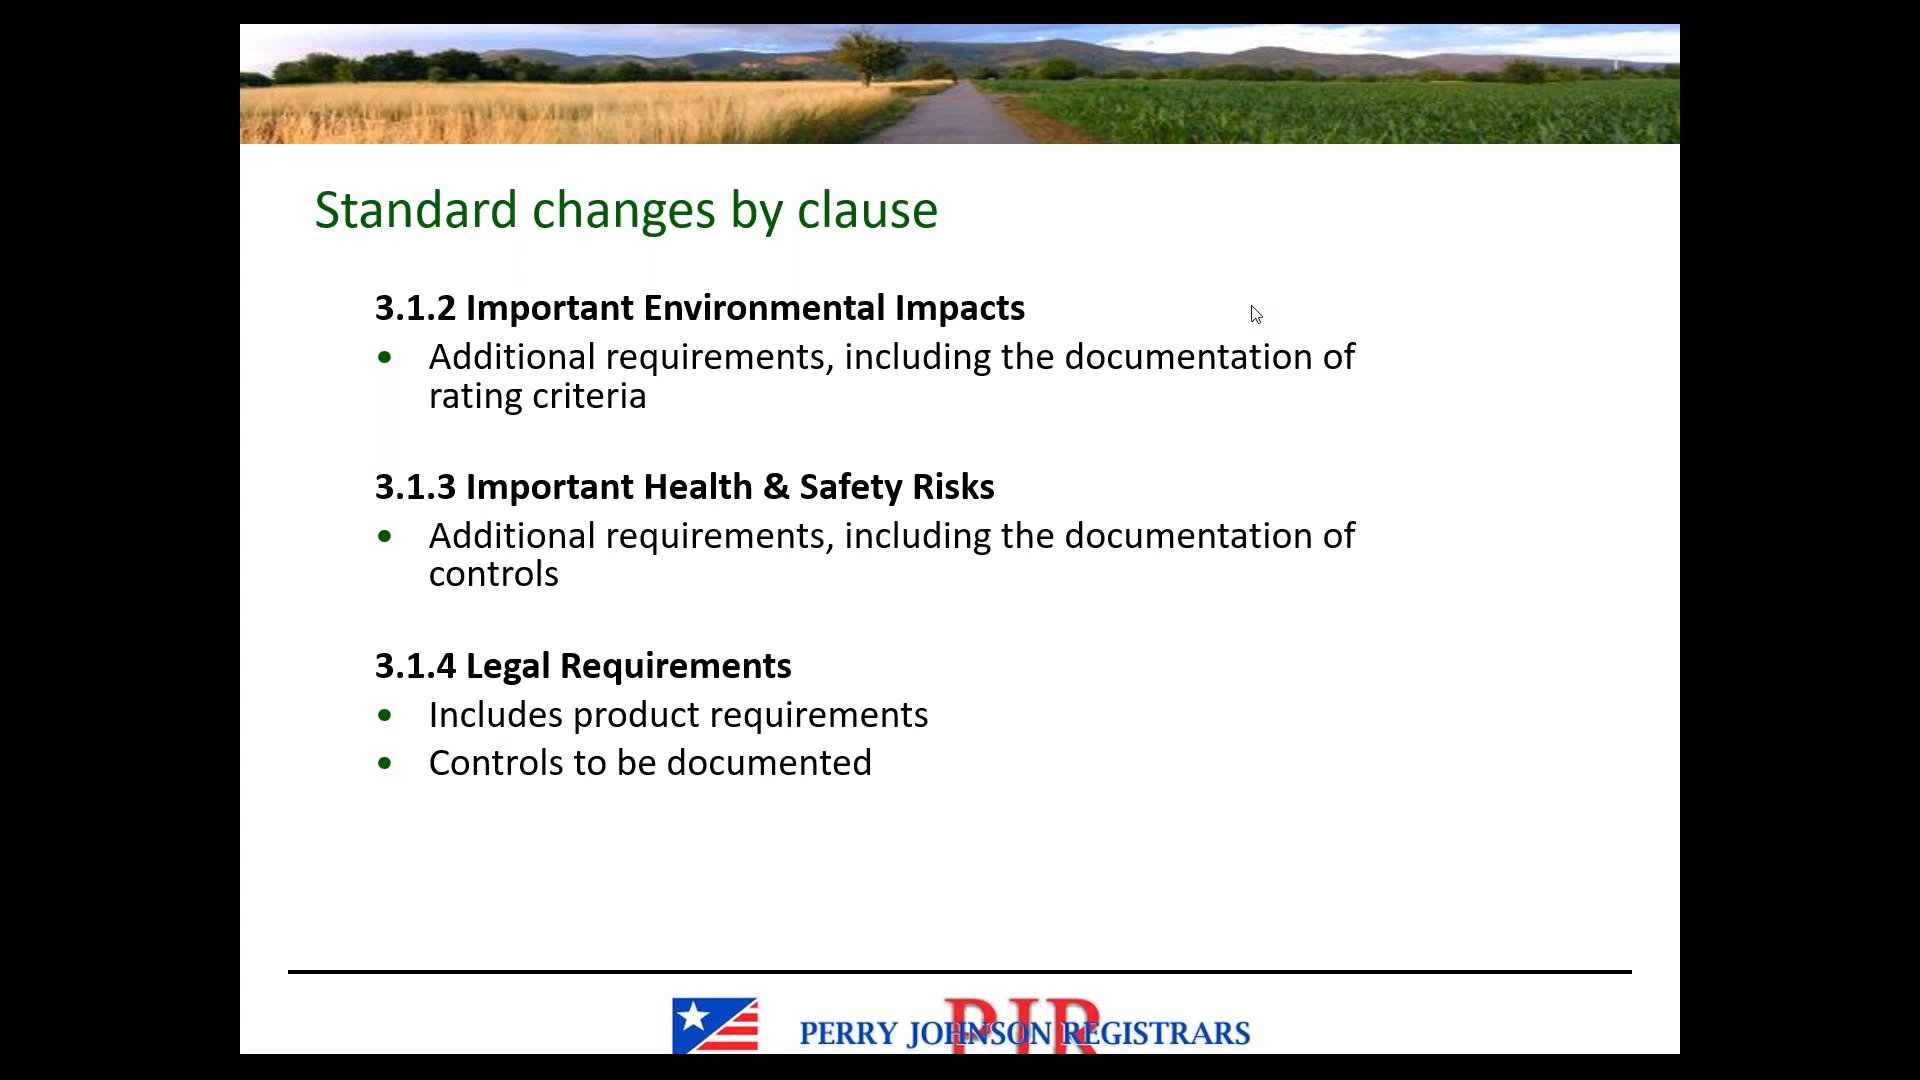 Standard changes by clause
3.1.2 Important Environmental Impacts
• Additional requirements, including the documentation of
rating criteria
3.1.3 Important Health & Safety Risks
• Additional requirements, including the documentation of
controls
3.1.4 Legal Requirements
• Includes product requirements
• Controls to be documented
PJR
PERRY JOHNSON REGISTRARS